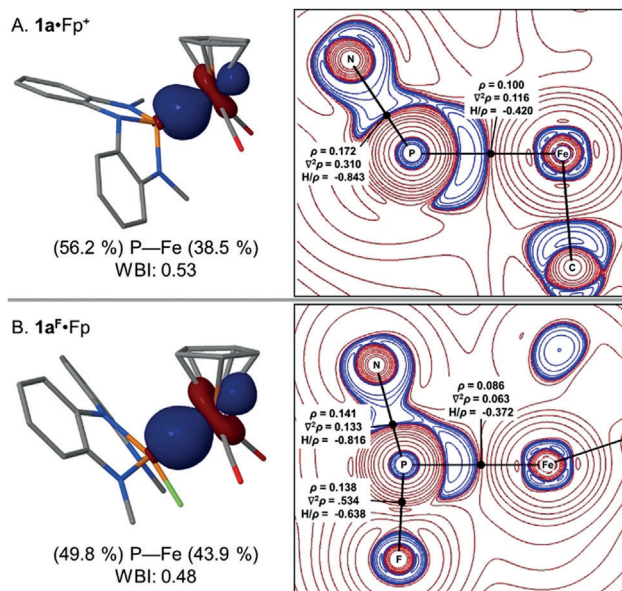 A. 1a•Fp+
(56.2 %) P—Fe (38.5 %)
WBI: 0.53
N
ρ = 0.100
∇²ρ = 0.116
H/ρ = -0.420
ρ = 0.172
∇²ρ = 0.310
H/ρ = -0.843
P
Fe
C
B. 1aF•Fp
(49.8 %) P—Fe (43.9 %)
WBI: 0.48
N
ρ = 0.086
∇²ρ = 0.063
H/ρ = -0.372
ρ = 0.141
∇²ρ = 0.133
H/ρ = -0.816
P
Fe
ρ = 0.138
∇²ρ = .534
H/ρ = -0.638
F